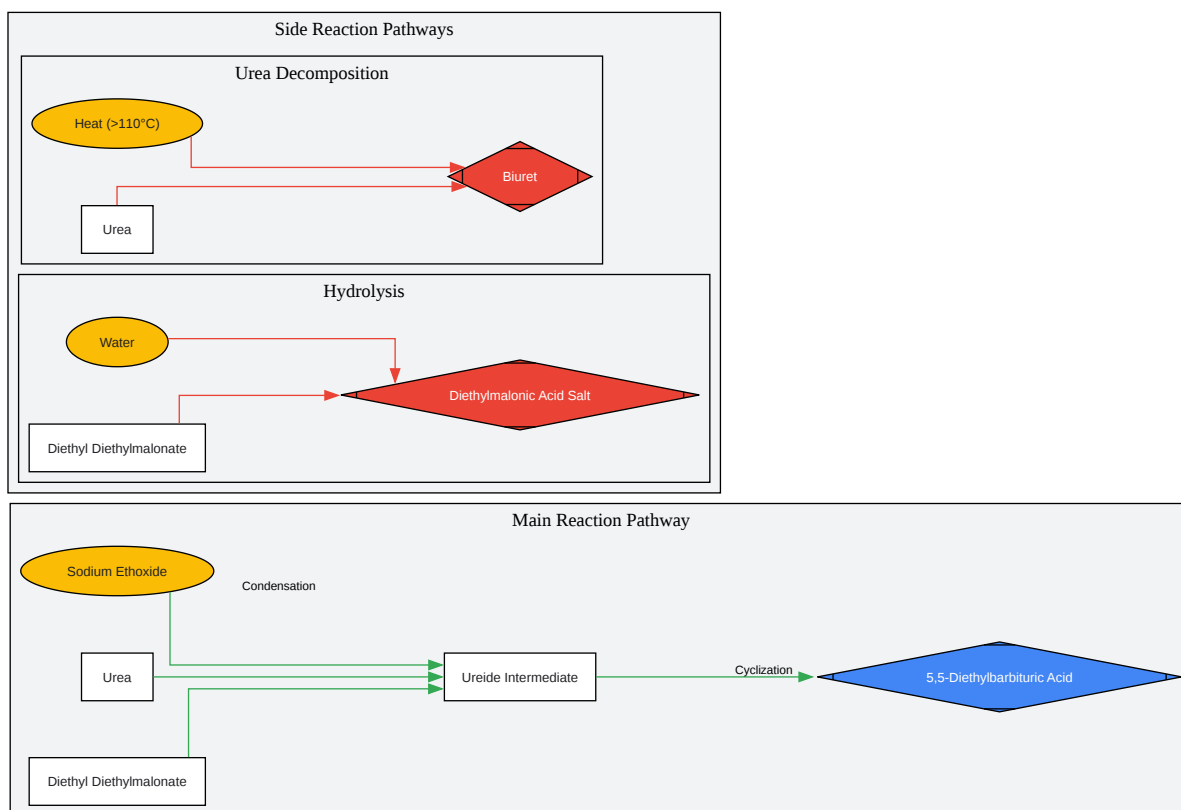 Side Reaction Pathways
Urea Decomposition
Heat (>110°C)
Biuret
Urea
Hydrolysis
Water
Diethylmalonic Acid Salt
Diethyl Diethylmalonate
Main Reaction Pathway
Sodium Ethoxide
Condensation
Urea
Ureide Intermediate
Cyclization
5,5-Diethylbarbituric Acid
Diethyl Diethylmalonate